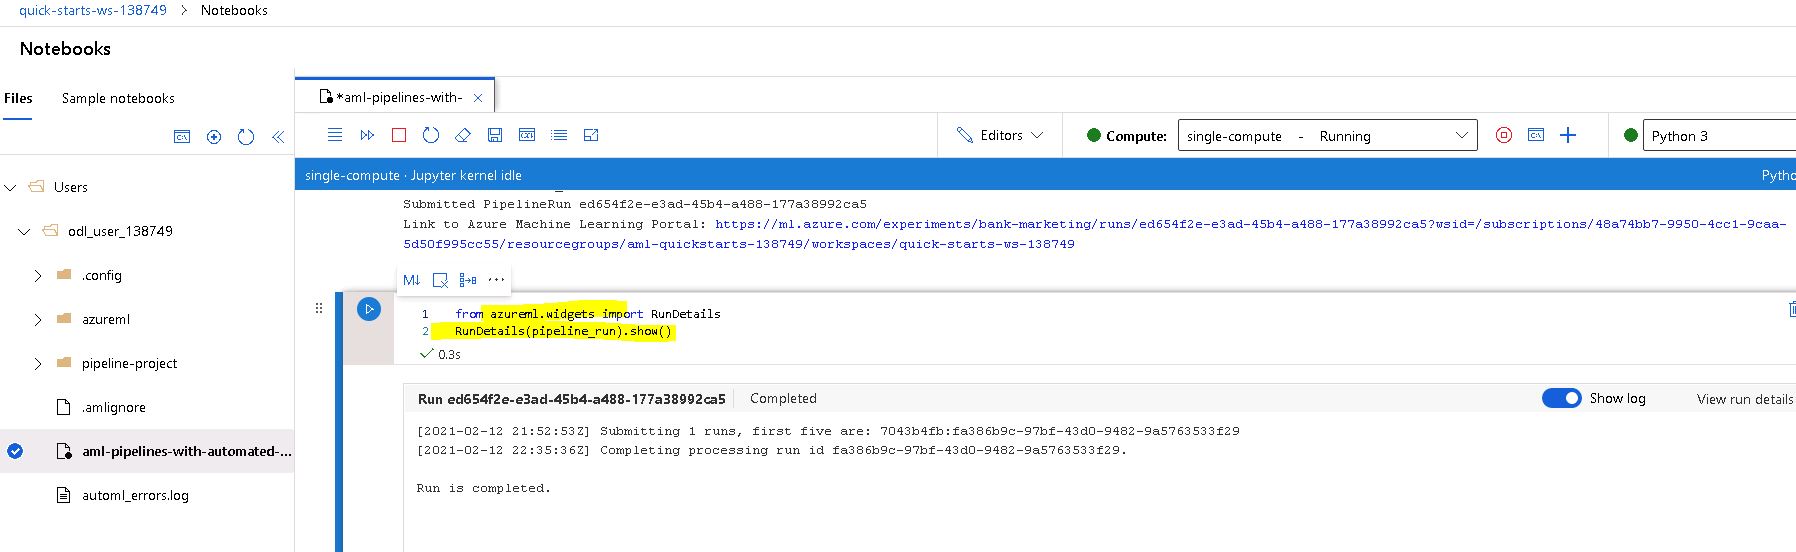 quick-starts-ws-138749 > Notebooks
Notebooks
Files Sample notebooks
*aml-pipelines-with-
Editors
Compute: single-compute - Running
Python 3
single-compute · Jupyter kernel idle
Pytho
Users
odl_user_138749
.config
azureml
pipeline-project
.amlignore
aml-pipelines-with-automated-...
automl_errors.log
Submitted PipelineRun ed654f2e-e3ad-45b4-a488-177a38992ca5
Link to Azure Machine Learning Portal: https://ml.azure.com/experiments/bank-marketing/runs/ed654f2e-e3ad-45b4-a488-177a38992ca5?wsid=/subscriptions/48a74bb7-9950-4cc1-9caa-
5d50f995cc55/resourcegroups/aml-quickstarts-138749/workspaces/quick-starts-ws-138749
M↓ ...
1 from azureml.widgets import RunDetails
2 RunDetails(pipeline_run).show()
0.3s
Run ed654f2e-e3ad-45b4-a488-177a38992ca5 Completed Show log View run details
[2021-02-12 21:52:53Z] Submitting 1 runs, first five are: 7043b4fb:fa386b9c-97bf-43d0-9482-9a5763533f29
[2021-02-12 22:35:36Z] Completing processing run id fa386b9c-97bf-43d0-9482-9a5763533f29.
Run is completed.